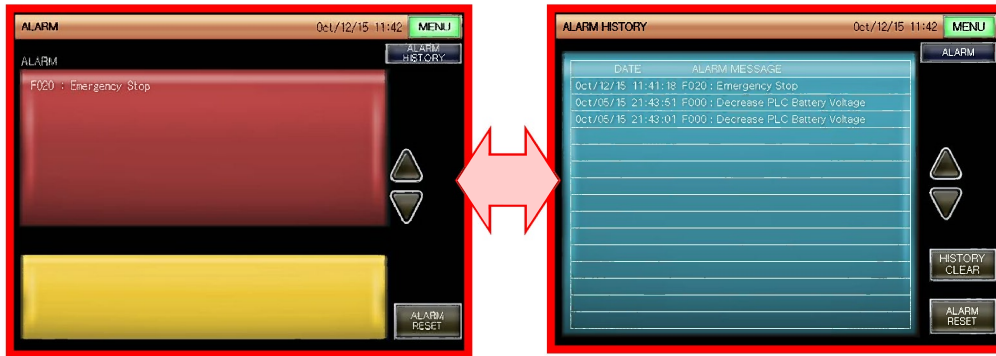 ALARM Oct/12/15 11:42 MENU
ALARM HISTORY
ALARM
F020 : Emergency Stop
ALARM RESET
ALARM HISTORY Oct/12/15 11:42 MENU
ALARM
DATE ALARM MESSAGE
Oct/12/15 11:41:18 F020 : Emergency Stop
Oct/05/15 21:43:51 F000 : Decrease PLC Battery Voltage
Oct/05/15 21:43:01 F000 : Decrease PLC Battery Voltage
HISTORY CLEAR
ALARM RESET